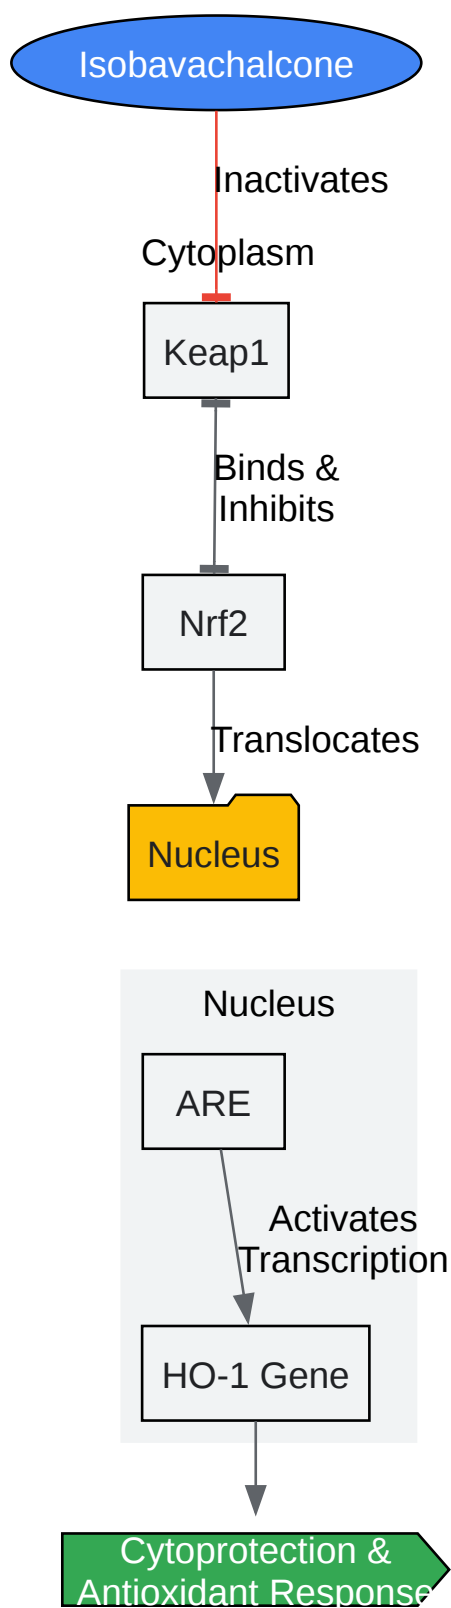 Isobavachalcone
Inactivates
Cytoplasm
Keap1
Binds &
Inhibits
Nrf2
Translocates
Nucleus
Nucleus
ARE
Activates
Transcription
HO-1 Gene
Cytoprotection &
Antioxidant Response